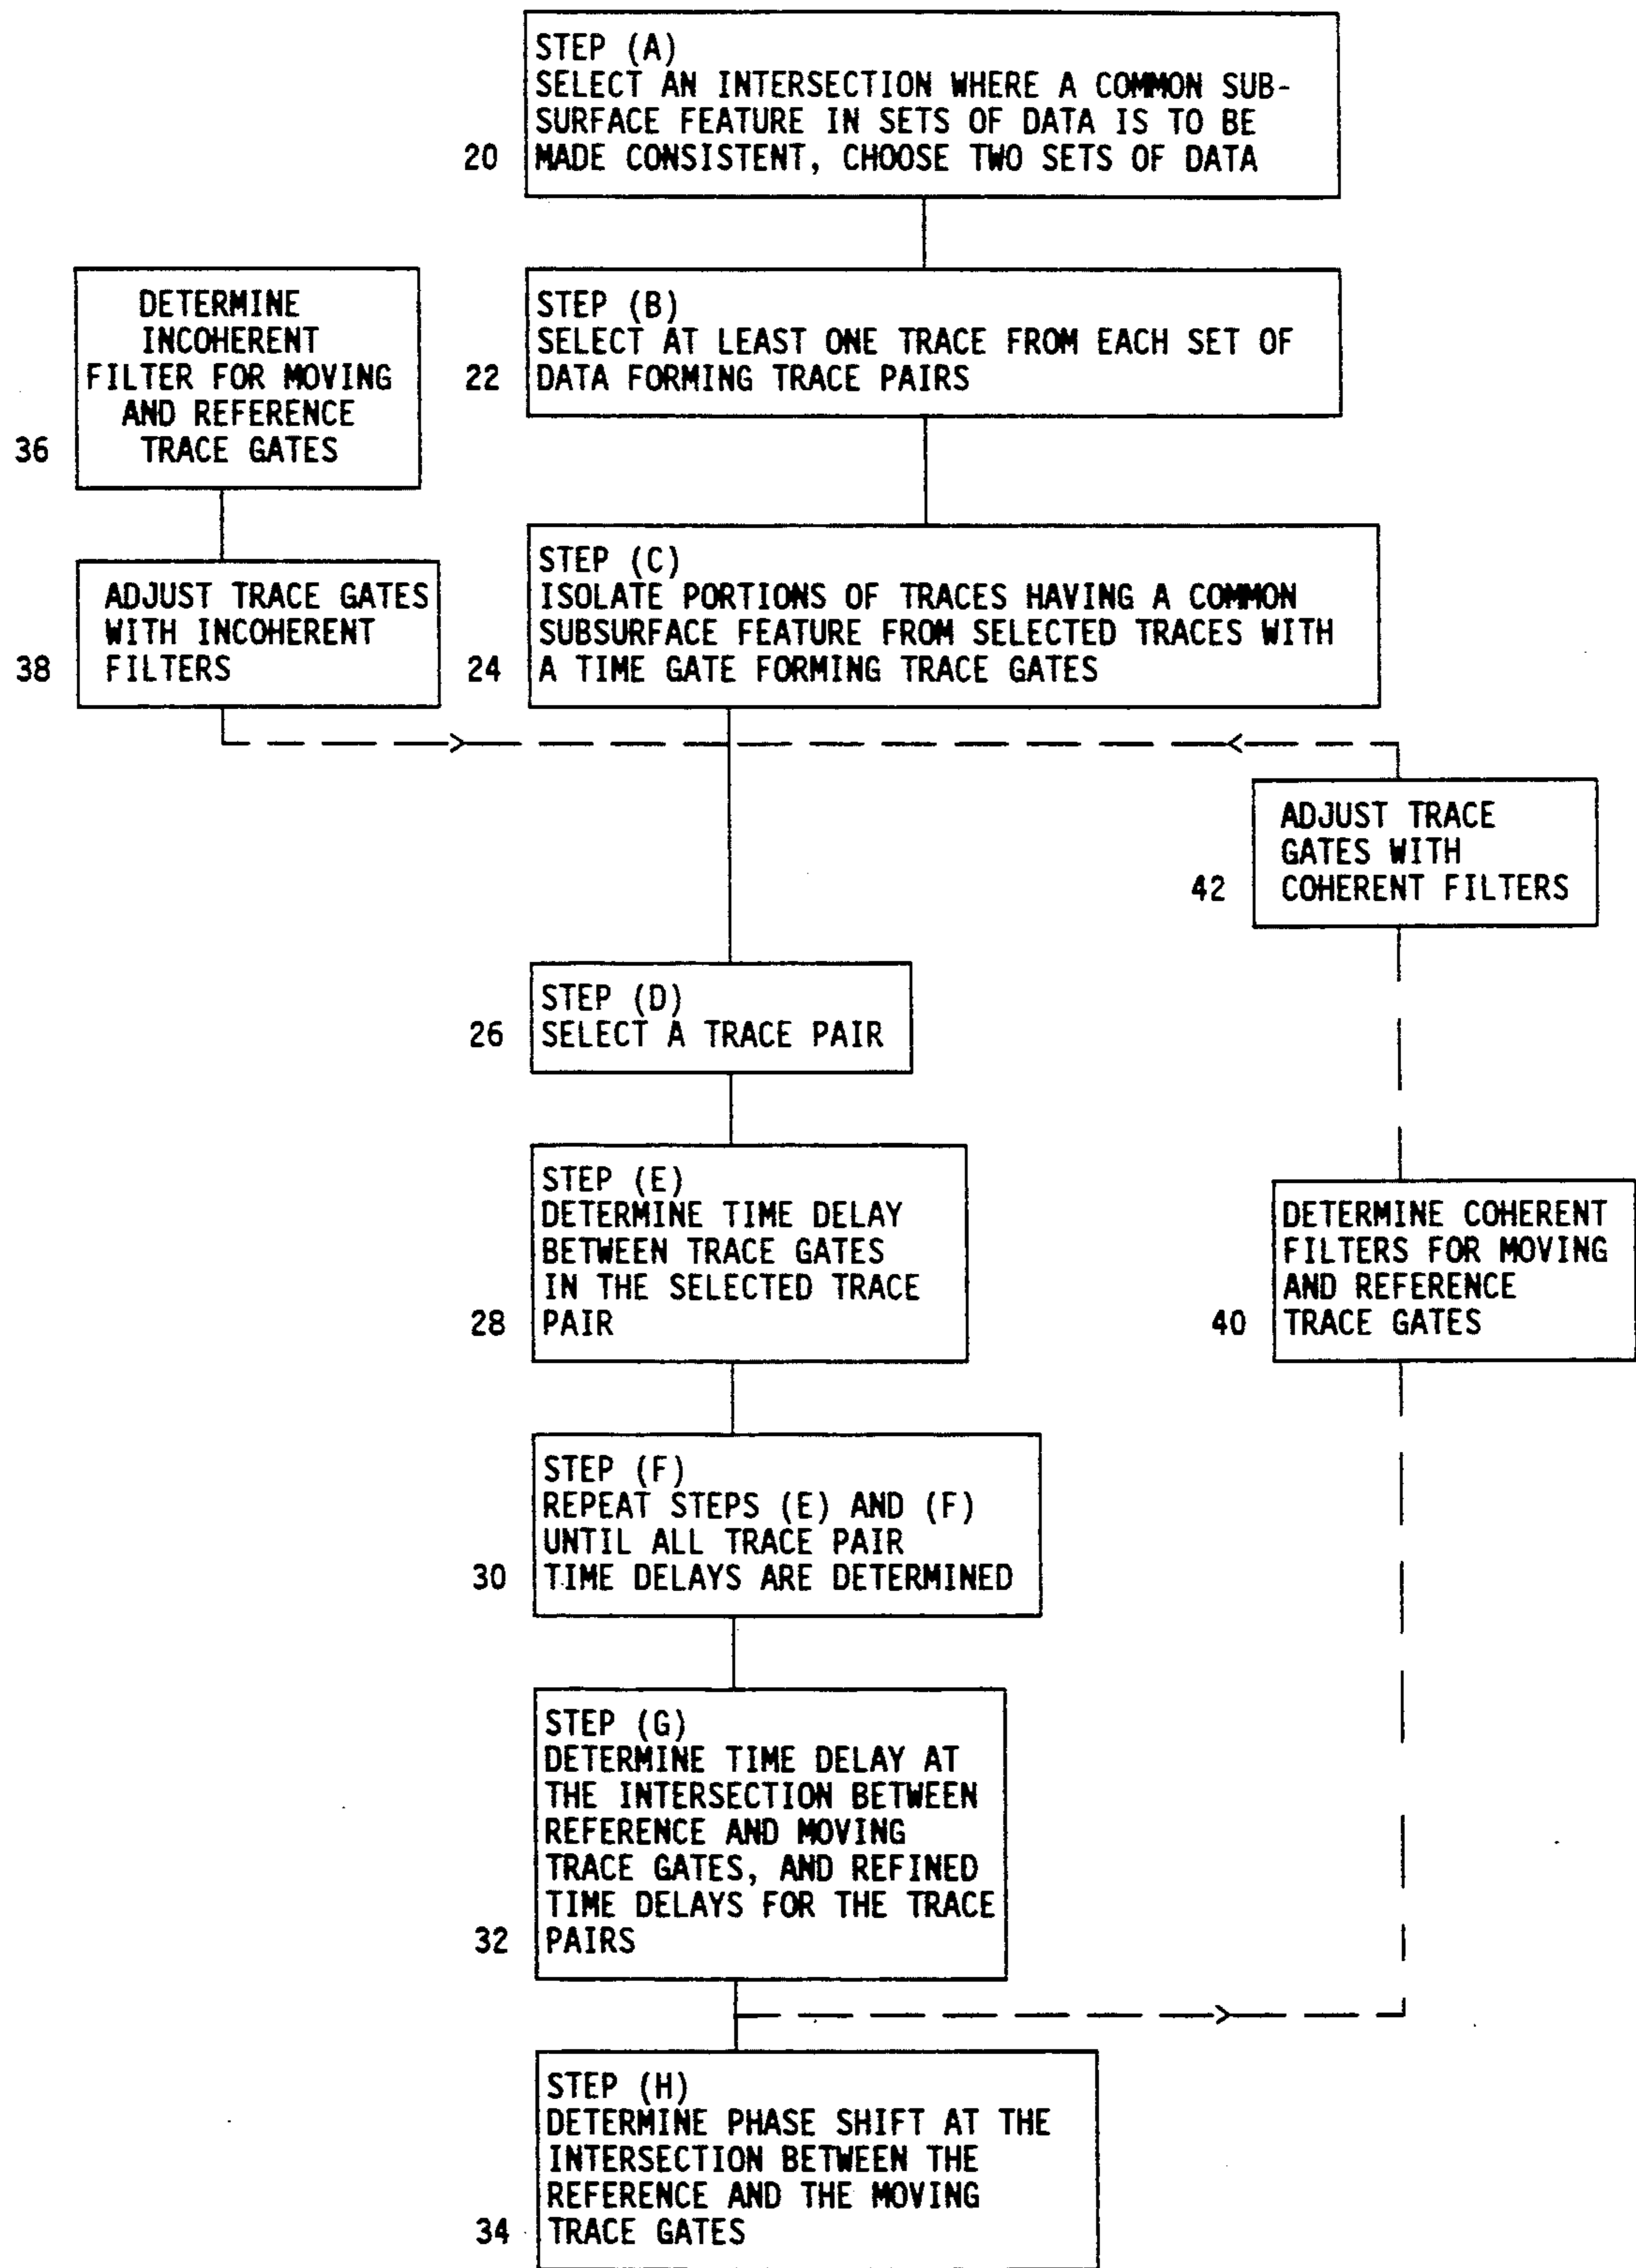 STEP (A)
SELECT AN INTERSECTION WHERE A COMMON SUB-
SURFACE FEATURE IN SETS OF DATA IS TO BE
20 MADE CONSISTENT, CHOOSE TWO SETS OF DATA
DETERMINE
INCOHERENT
FILTER FOR MOVING
AND REFERENCE
36 TRACE GATES
STEP (B)
SELECT AT LEAST ONE TRACE FROM EACH SET OF
22 DATA FORMING TRACE PAIRS
ADJUST TRACE GATES
WITH INCOHERENT
38 FILTERS
STEP (C)
ISOLATE PORTIONS OF TRACES HAVING A COMMON
SUBSURFACE FEATURE FROM SELECTED TRACES WITH
24 A TIME GATE FORMING TRACE GATES
ADJUST TRACE
GATES WITH
42 COHERENT FILTERS
STEP (D)
26 SELECT A TRACE PAIR
STEP (E)
DETERMINE TIME DELAY
BETWEEN TRACE GATES
IN THE SELECTED TRACE
28 PAIR
DETERMINE COHERENT
FILTERS FOR MOVING
AND REFERENCE
40 TRACE GATES
STEP (F)
REPEAT STEPS (E) AND (F)
UNTIL ALL TRACE PAIR
30 TIME DELAYS ARE DETERMINED
STEP (G)
DETERMINE TIME DELAY AT
THE INTERSECTION BETWEEN
REFERENCE AND MOVING
TRACE GATES, AND REFINED
TIME DELAYS FOR THE TRACE
32 PAIRS
STEP (H)
DETERMINE PHASE SHIFT AT THE
INTERSECTION BETWEEN THE
REFERENCE AND THE MOVING
34 TRACE GATES